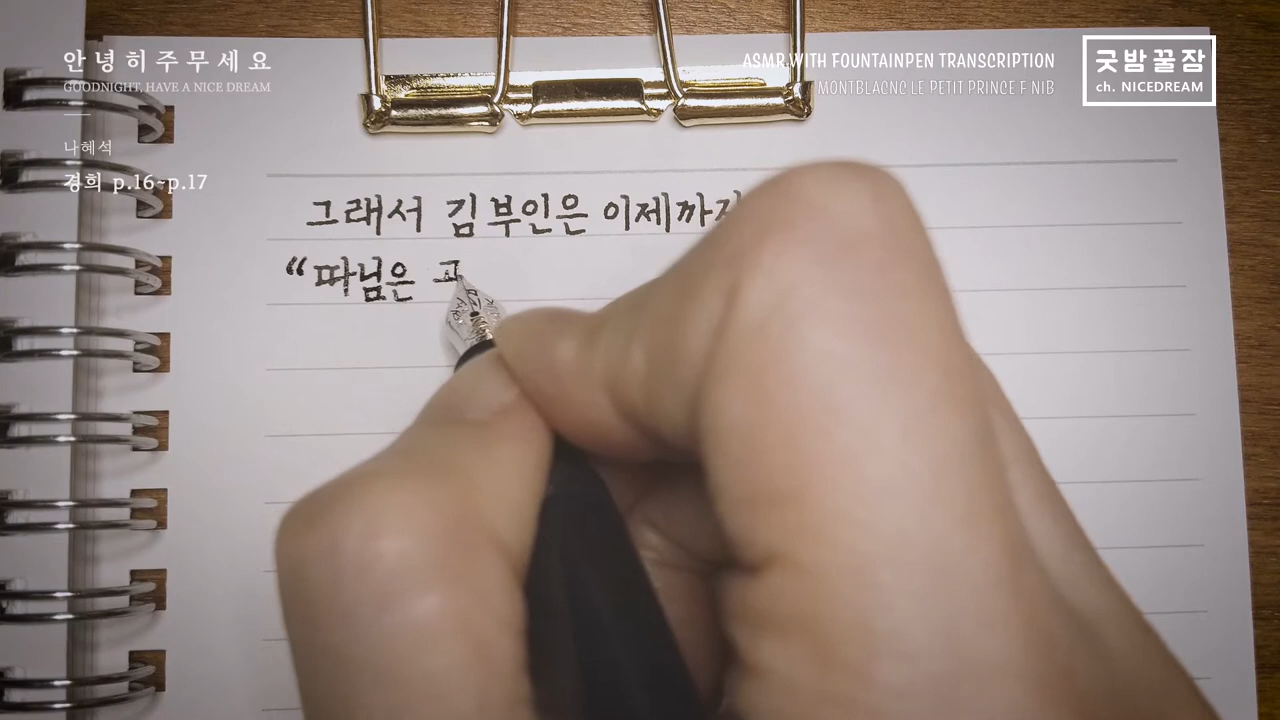 안녕히주무세요
GOODNIGHT, HAVE A NICE DREAM
나혜석
경희 p.16~p.17
ASMR WITH FOUNTAINPEN TRANSCRIPTION
MONTBLACNC LE PETIT PRINCE F NIB
굿밤꿀잠
ch. NICEDREAM
그래서 김부인은 이제까지
“따님은